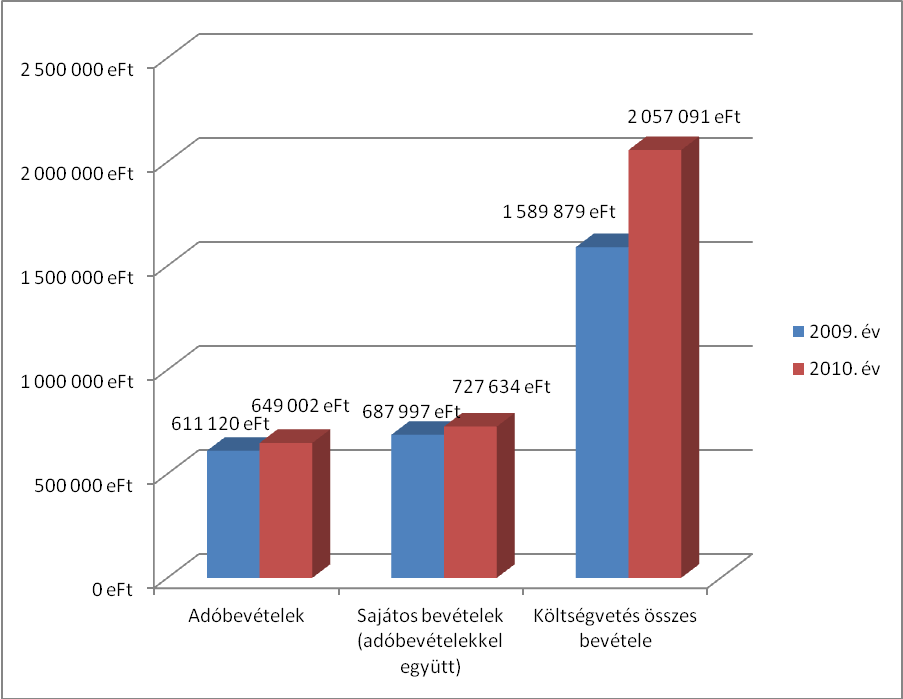 2 500 000 eFt
2 000 000 eFt
1 500 000 eFt
1 000 000 eFt
500 000 eFt
0 eFt
611 120 eFt
649 002 eFt
687 997 eFt
727 634 eFt
1 589 879 eFt
2 057 091 eFt
Adóbevételek
Sajátos bevételek
(adóbevételekkel
együtt)
Költségvetés összes
bevétele
2009. év
2010. év